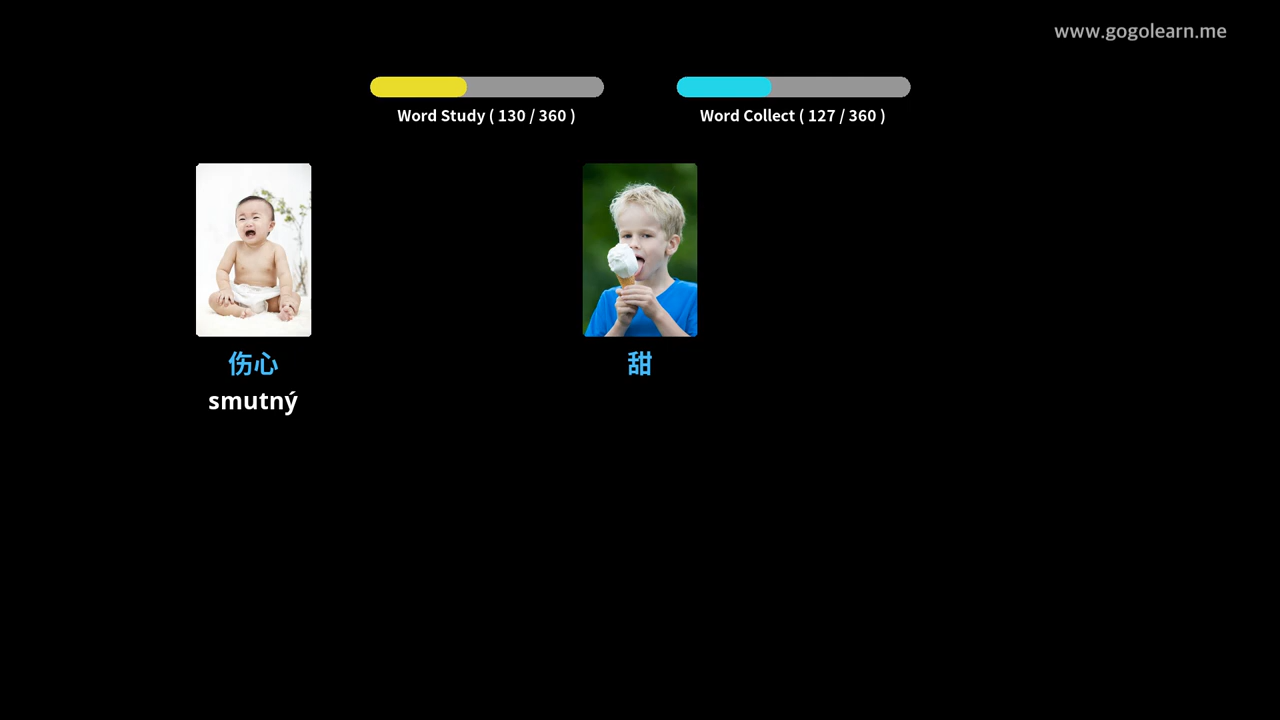 www.gogolearn.me
Word Study ( 130 / 360 )
Word Collect ( 127 / 360 )
伤心
甜
smutný